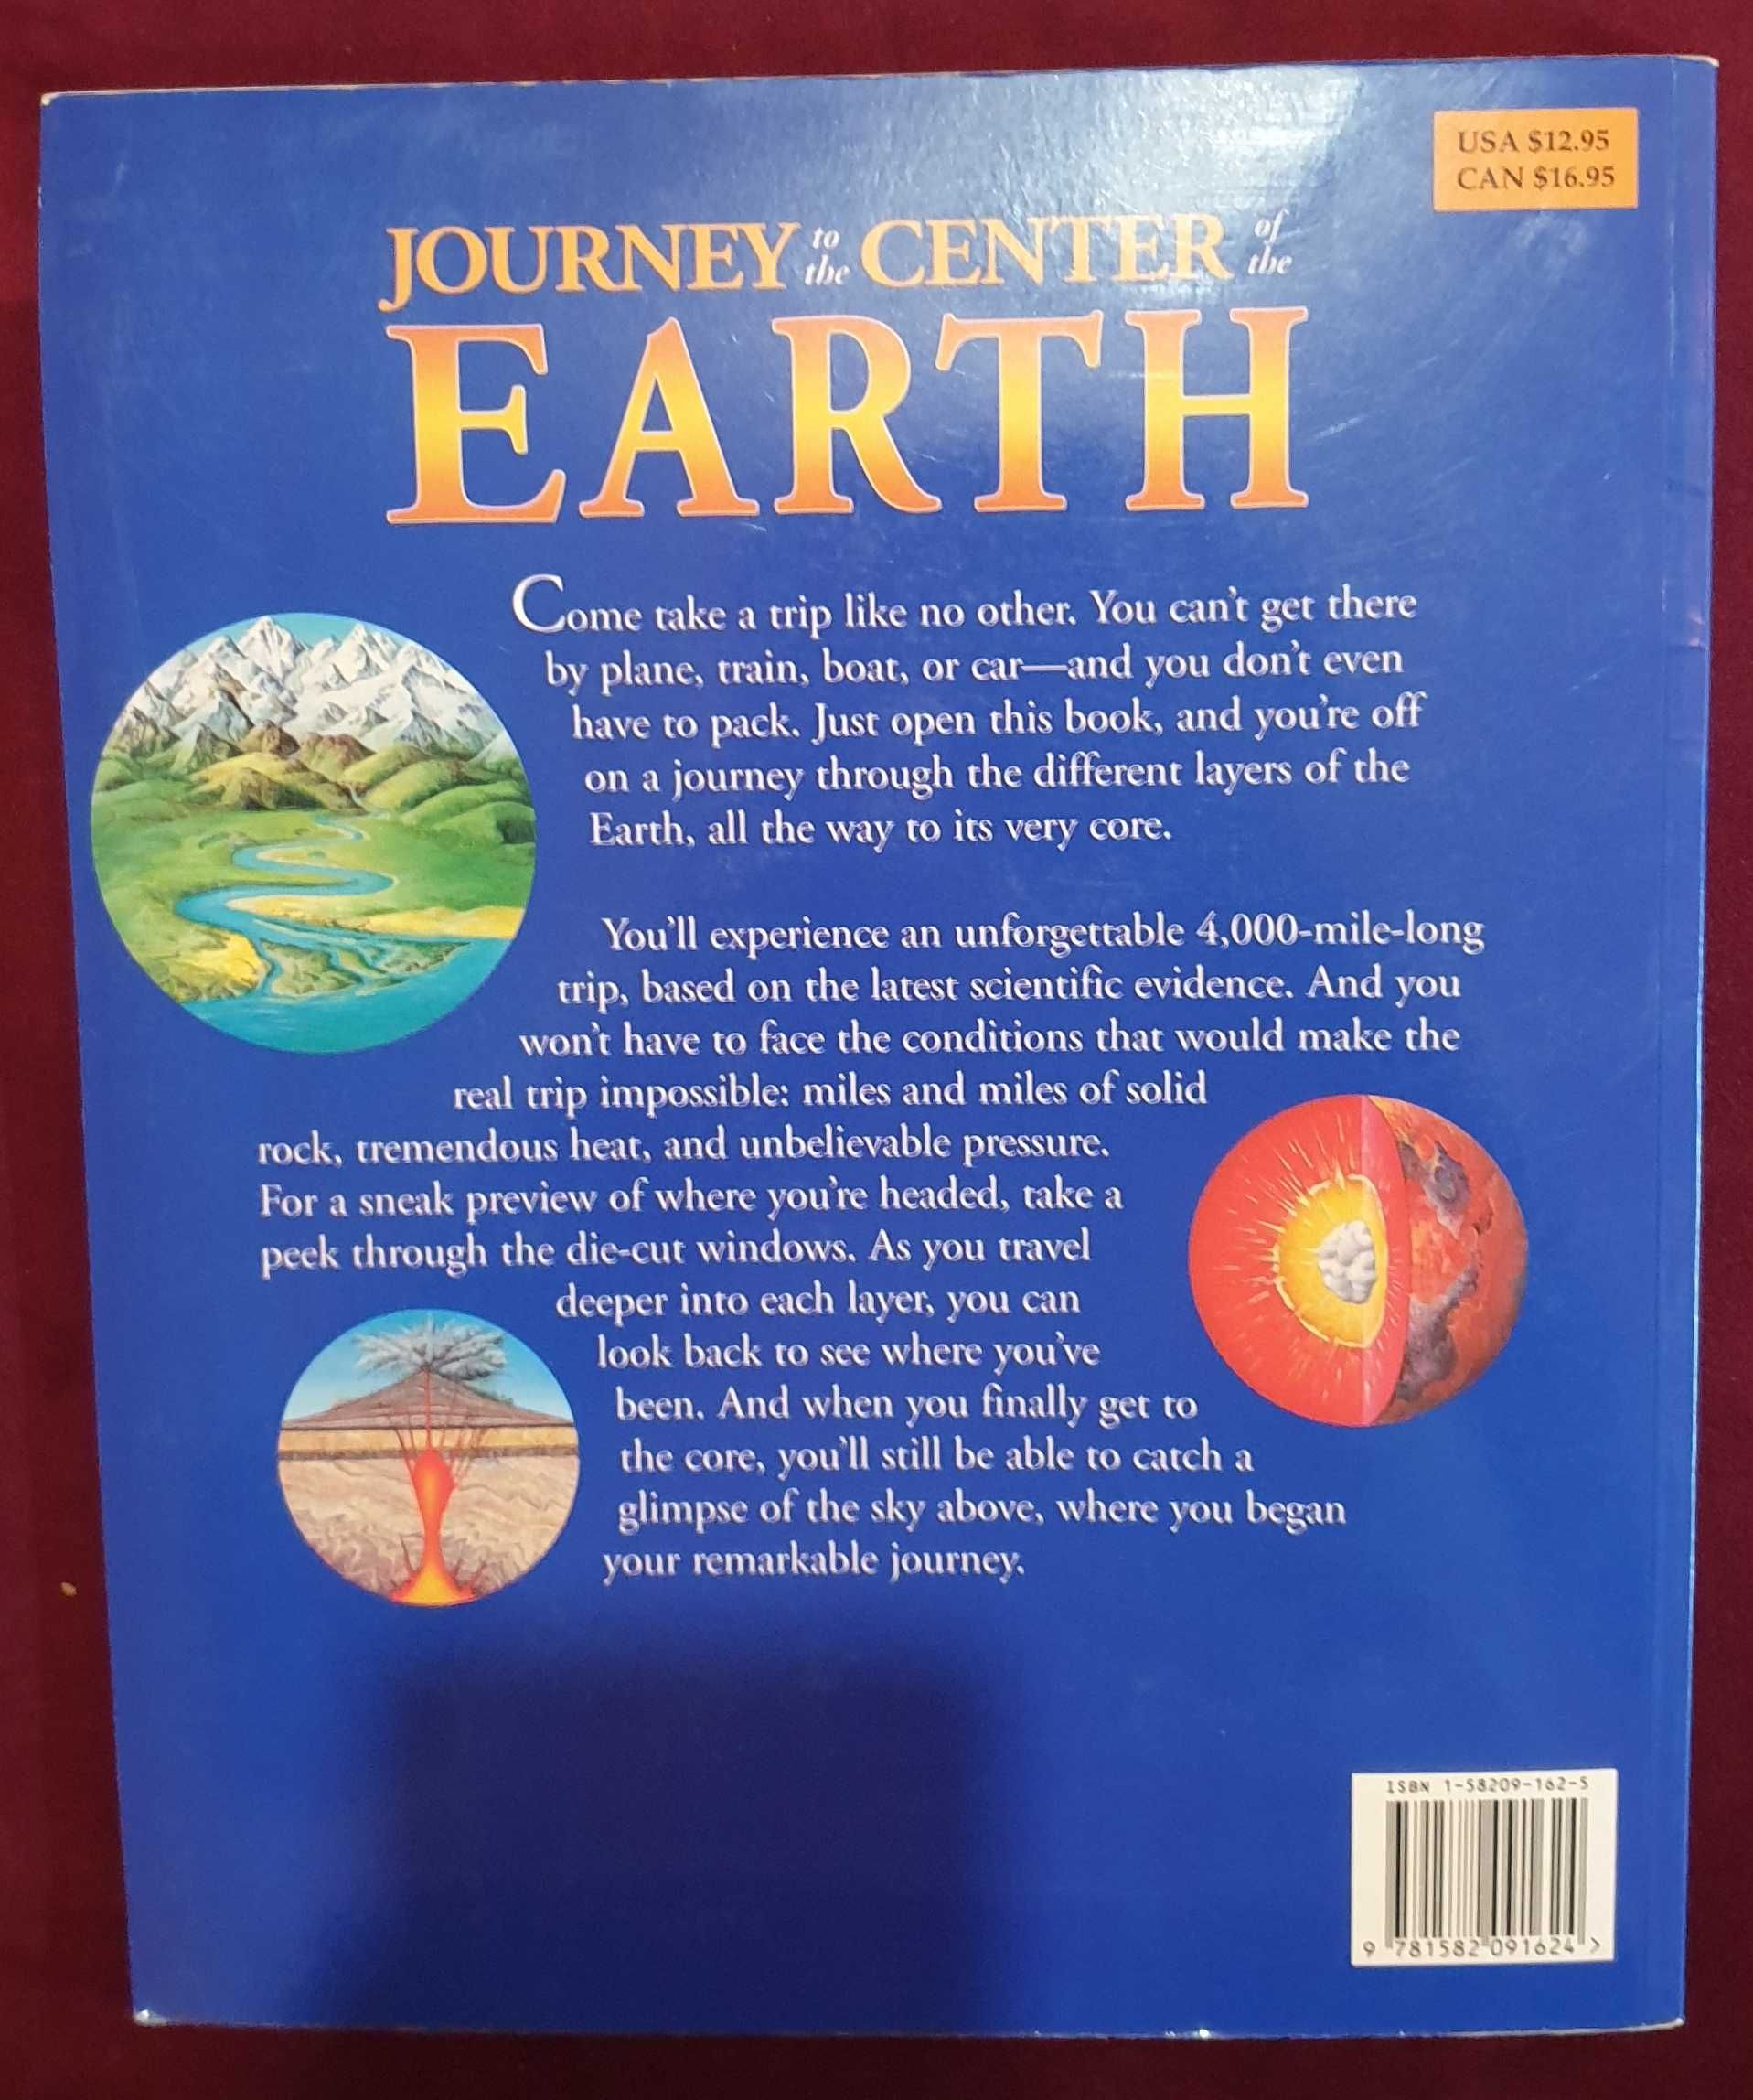 USA $12.95
CAN $16.95
JOURNEY to the CENTER of the
EARTH
Come take a trip like no other. You can't get there
by plane, train, boat, or car—and you don't even
have to pack. Just open this book, and you're off
on a journey through the different layers of the
Earth, all the way to its very core.
You'll experience an unforgettable 4,000-mile-long
trip, based on the latest scientific evidence. And you
won't have to face the conditions that would make the
real trip impossible: miles and miles of solid
rock, tremendous heat, and unbelievable pressure.
For a sneak preview of where you're headed, take a
peek through the die-cut windows. As you travel
deeper into each layer, you can
look back to see where you've
been. And when you finally get to
the core, you'll still be able to catch a
glimpse of the sky above, where you began
your remarkable journey.
ISBN 1-58209-162-5
9 781582 091624 >